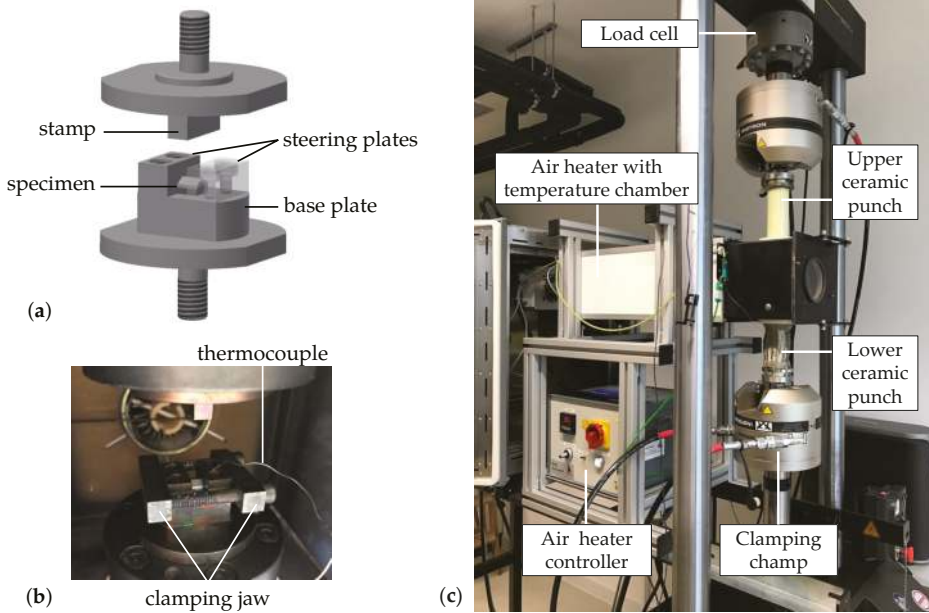 (a)
stamp
steering plates
specimen
base plate
(b)
thermocouple
clamping jaw
(c)
Load cell
Air heater with
temperature chamber
Upper
ceramic
punch
Lower
ceramic
punch
Air heater
controller
Clamping
champ